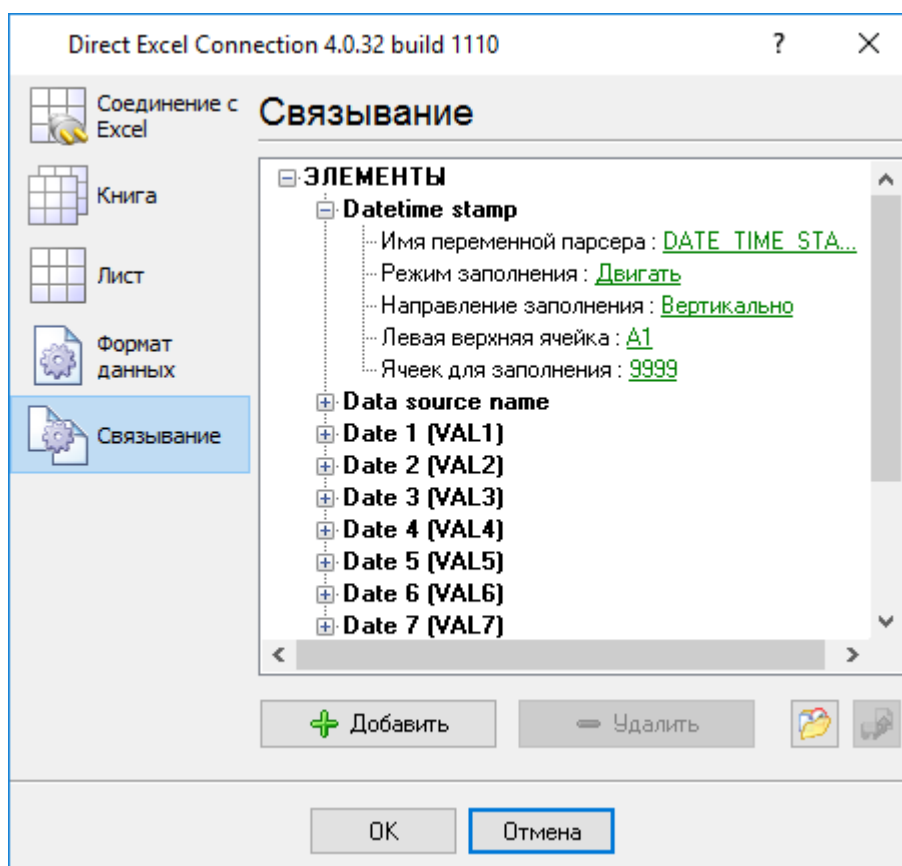 Direct Excel Connection 4.0.32 build 1110
?
Соединение с
Excel
Книга
Лист
Формат
данных
Связывание
Связывание
ЭЛЕМЕНТЫ
Datetime stamp
Имя переменной парсера : DATE_TIME_STA...
Режим заполнения : Двигать
Направление заполнения : Вертикально
Левая верхняя ячейка : A1
Ячеек для заполнения : 9999
Data source name
Date 1 (VAL1)
Date 2 (VAL2)
Date 3 (VAL3)
Date 4 (VAL4)
Date 5 (VAL5)
Date 6 (VAL6)
Date 7 (VAL7)
Добавить
Удалить
OK
Отмена